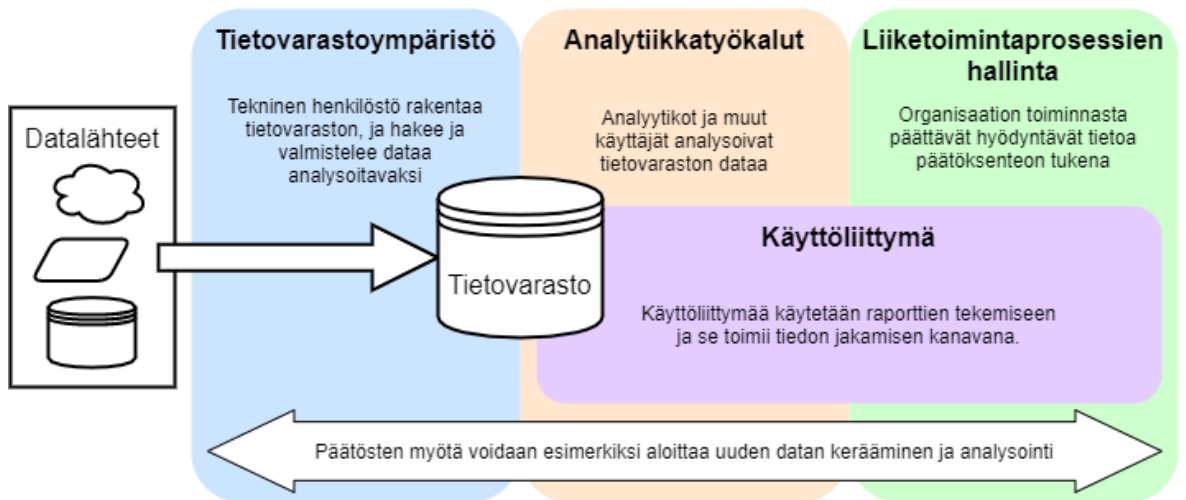 Datalähteet
Tietovarastoympäristö
Tekninen henkilöstö rakentaa
tietovaraston, ja hakee ja
valmistelee dataa
analysoitavaksi
Analytiikkatyökalut
Analyytikot ja muut
käyttäjät analysoivat
tietovaraston dataa
Liiketoimintaprosessien
hallinta
Organisaation toiminnasta
päättävät hyödyntävät tietoa
päätöksenteon tukena
Tietovarasto
Käyttöliittymä
Käyttöliittymää käytetään raporttien tekemiseen
ja se toimii tiedon jakamisen kanavana.
Päätösten myötä voidaan esimerkiksi aloittaa uuden datan kerääminen ja analysointi